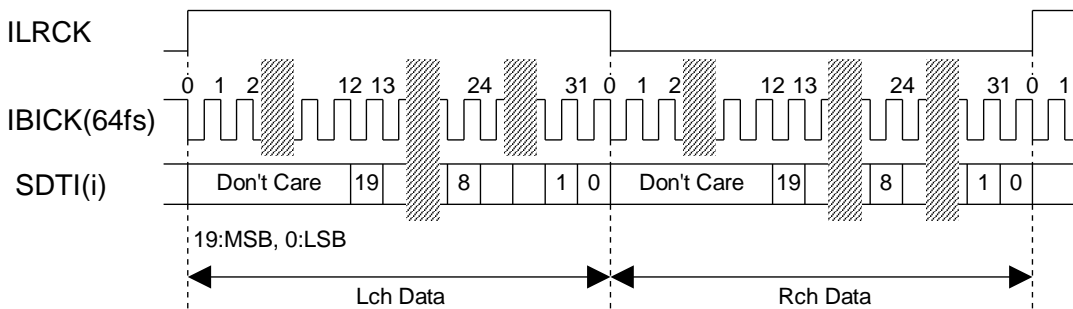 ILRCK
0 1 2 12 13 24 31 0 1 2 12 13 24 31 0 1
IBICK(64fs)
SDTI(i) Don't Care 19 8 1 0 Don't Care 19 8 1 0
19:MSB, 0:LSB
Lch Data Rch Data